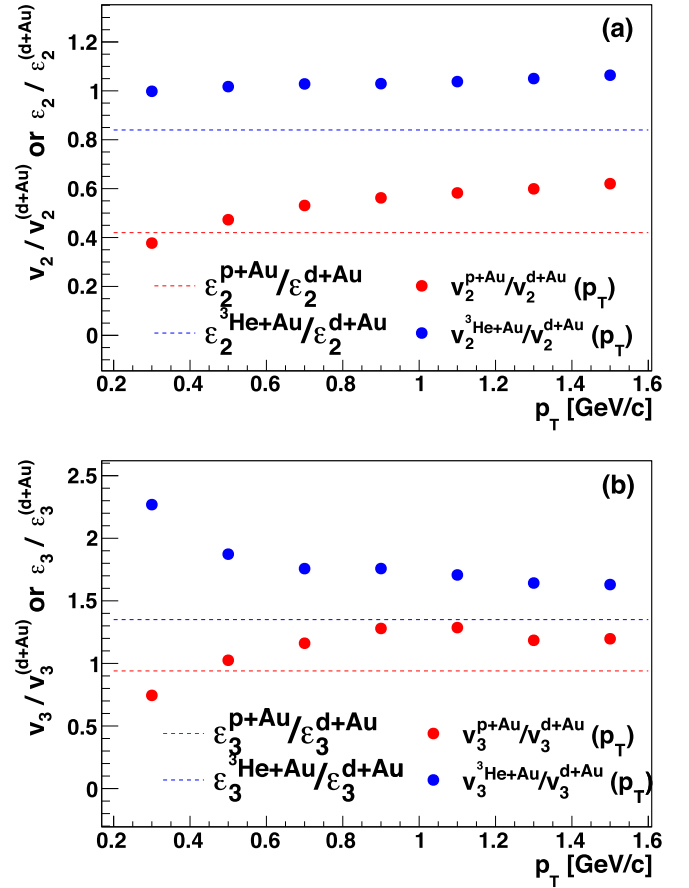 (a)
v2 / v2(d+Au) or ε2 / ε2(d+Au)
1.2
1
0.8
0.6
0.4
0.2
0
ε2p+Au/ε2d+Au
v2p+Au/v2d+Au (pT)
ε23He+Au/ε2d+Au
v23He+Au/v2d+Au (pT)
0.2 0.4 0.6 0.8 1 1.2 1.4 1.6
pT [GeV/c]
(b)
v3 / v3(d+Au) or ε3 / ε3(d+Au)
2.5
2
1.5
1
0.5
0
ε3p+Au/ε3d+Au
v3p+Au/v3d+Au (pT)
ε33He+Au/ε3d+Au
v33He+Au/v3d+Au (pT)
0.2 0.4 0.6 0.8 1 1.2 1.4 1.6
pT [GeV/c]